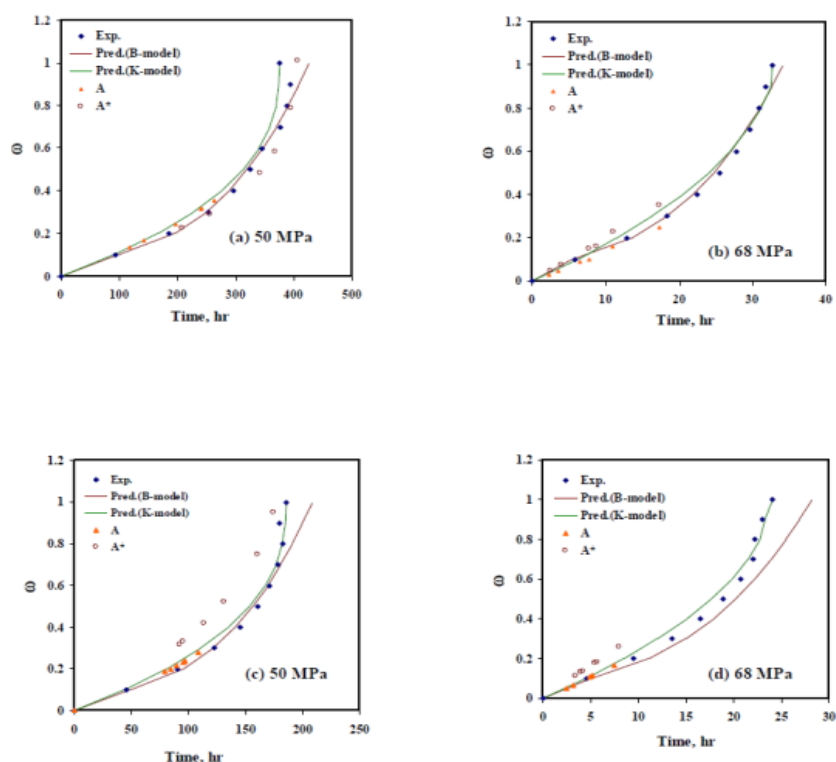 1.2
1
0.8
0.6
0.4
0.2
0
ω
Exp.
Pred.(B-model)
Pred.(K-model)
A
A*
(a) 50 MPa
0 100 200 300 400 500
Time, hr
1.2
1
0.8
0.6
0.4
0.2
0
ω
Exp.
Pred.(B-model)
Pred.(K-model)
A
A*
(b) 68 MPa
0 10 20 30 40
Time, hr
1.2
1
0.8
0.6
0.4
0.2
0
ω
Exp.
Pred.(B-model)
Pred.(K-model)
A
A*
(c) 50 MPa
0 50 100 150 200 250
Time, hr
1.2
1
0.8
0.6
0.4
0.2
0
ω
Exp.
Pred.(B-model)
Pred.(K-model)
A
A*
(d) 68 MPa
0 5 10 15 20 25 30
Time, hr